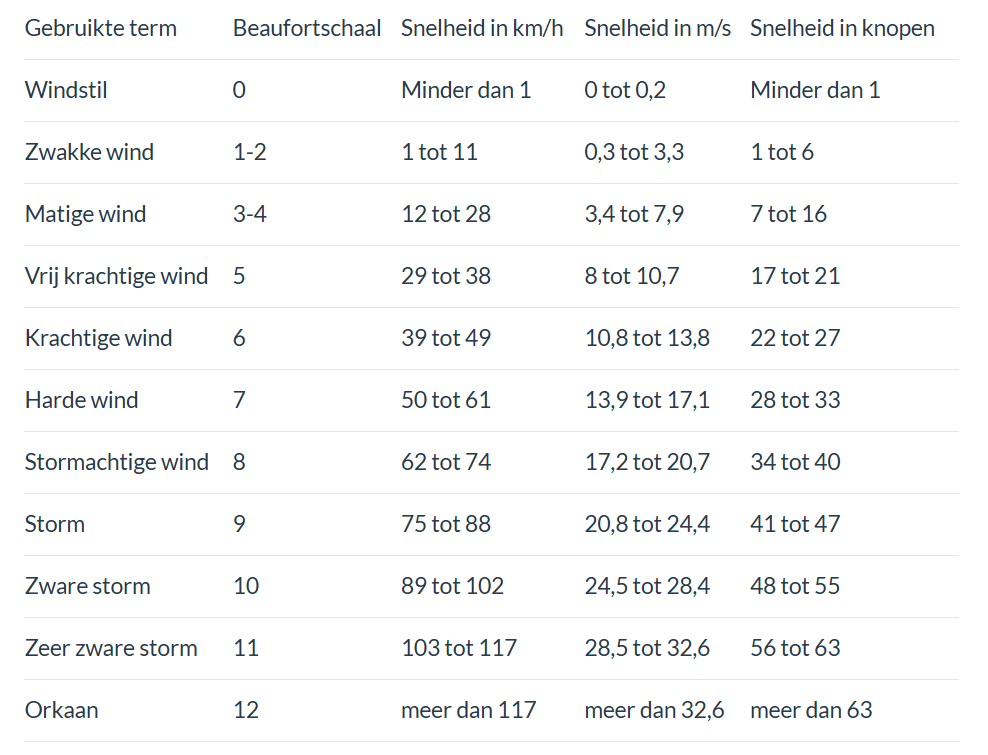 Gebruikte term Beaufortschaal Snelheid in km/h Snelheid in m/s Snelheid in knopen
Windstil 0 Minder dan 1 0 tot 0,2 Minder dan 1
Zwakke wind 1-2 1 tot 11 0,3 tot 3,3 1 tot 6
Matige wind 3-4 12 tot 28 3,4 tot 7,9 7 tot 16
Vrij krachtige wind 5 29 tot 38 8 tot 10,7 17 tot 21
Krachtige wind 6 39 tot 49 10,8 tot 13,8 22 tot 27
Harde wind 7 50 tot 61 13,9 tot 17,1 28 tot 33
Stormachtige wind 8 62 tot 74 17,2 tot 20,7 34 tot 40
Storm 9 75 tot 88 20,8 tot 24,4 41 tot 47
Zware storm 10 89 tot 102 24,5 tot 28,4 48 tot 55
Zeer zware storm 11 103 tot 117 28,5 tot 32,6 56 tot 63
Orkaan 12 meer dan 117 meer dan 32,6 meer dan 63